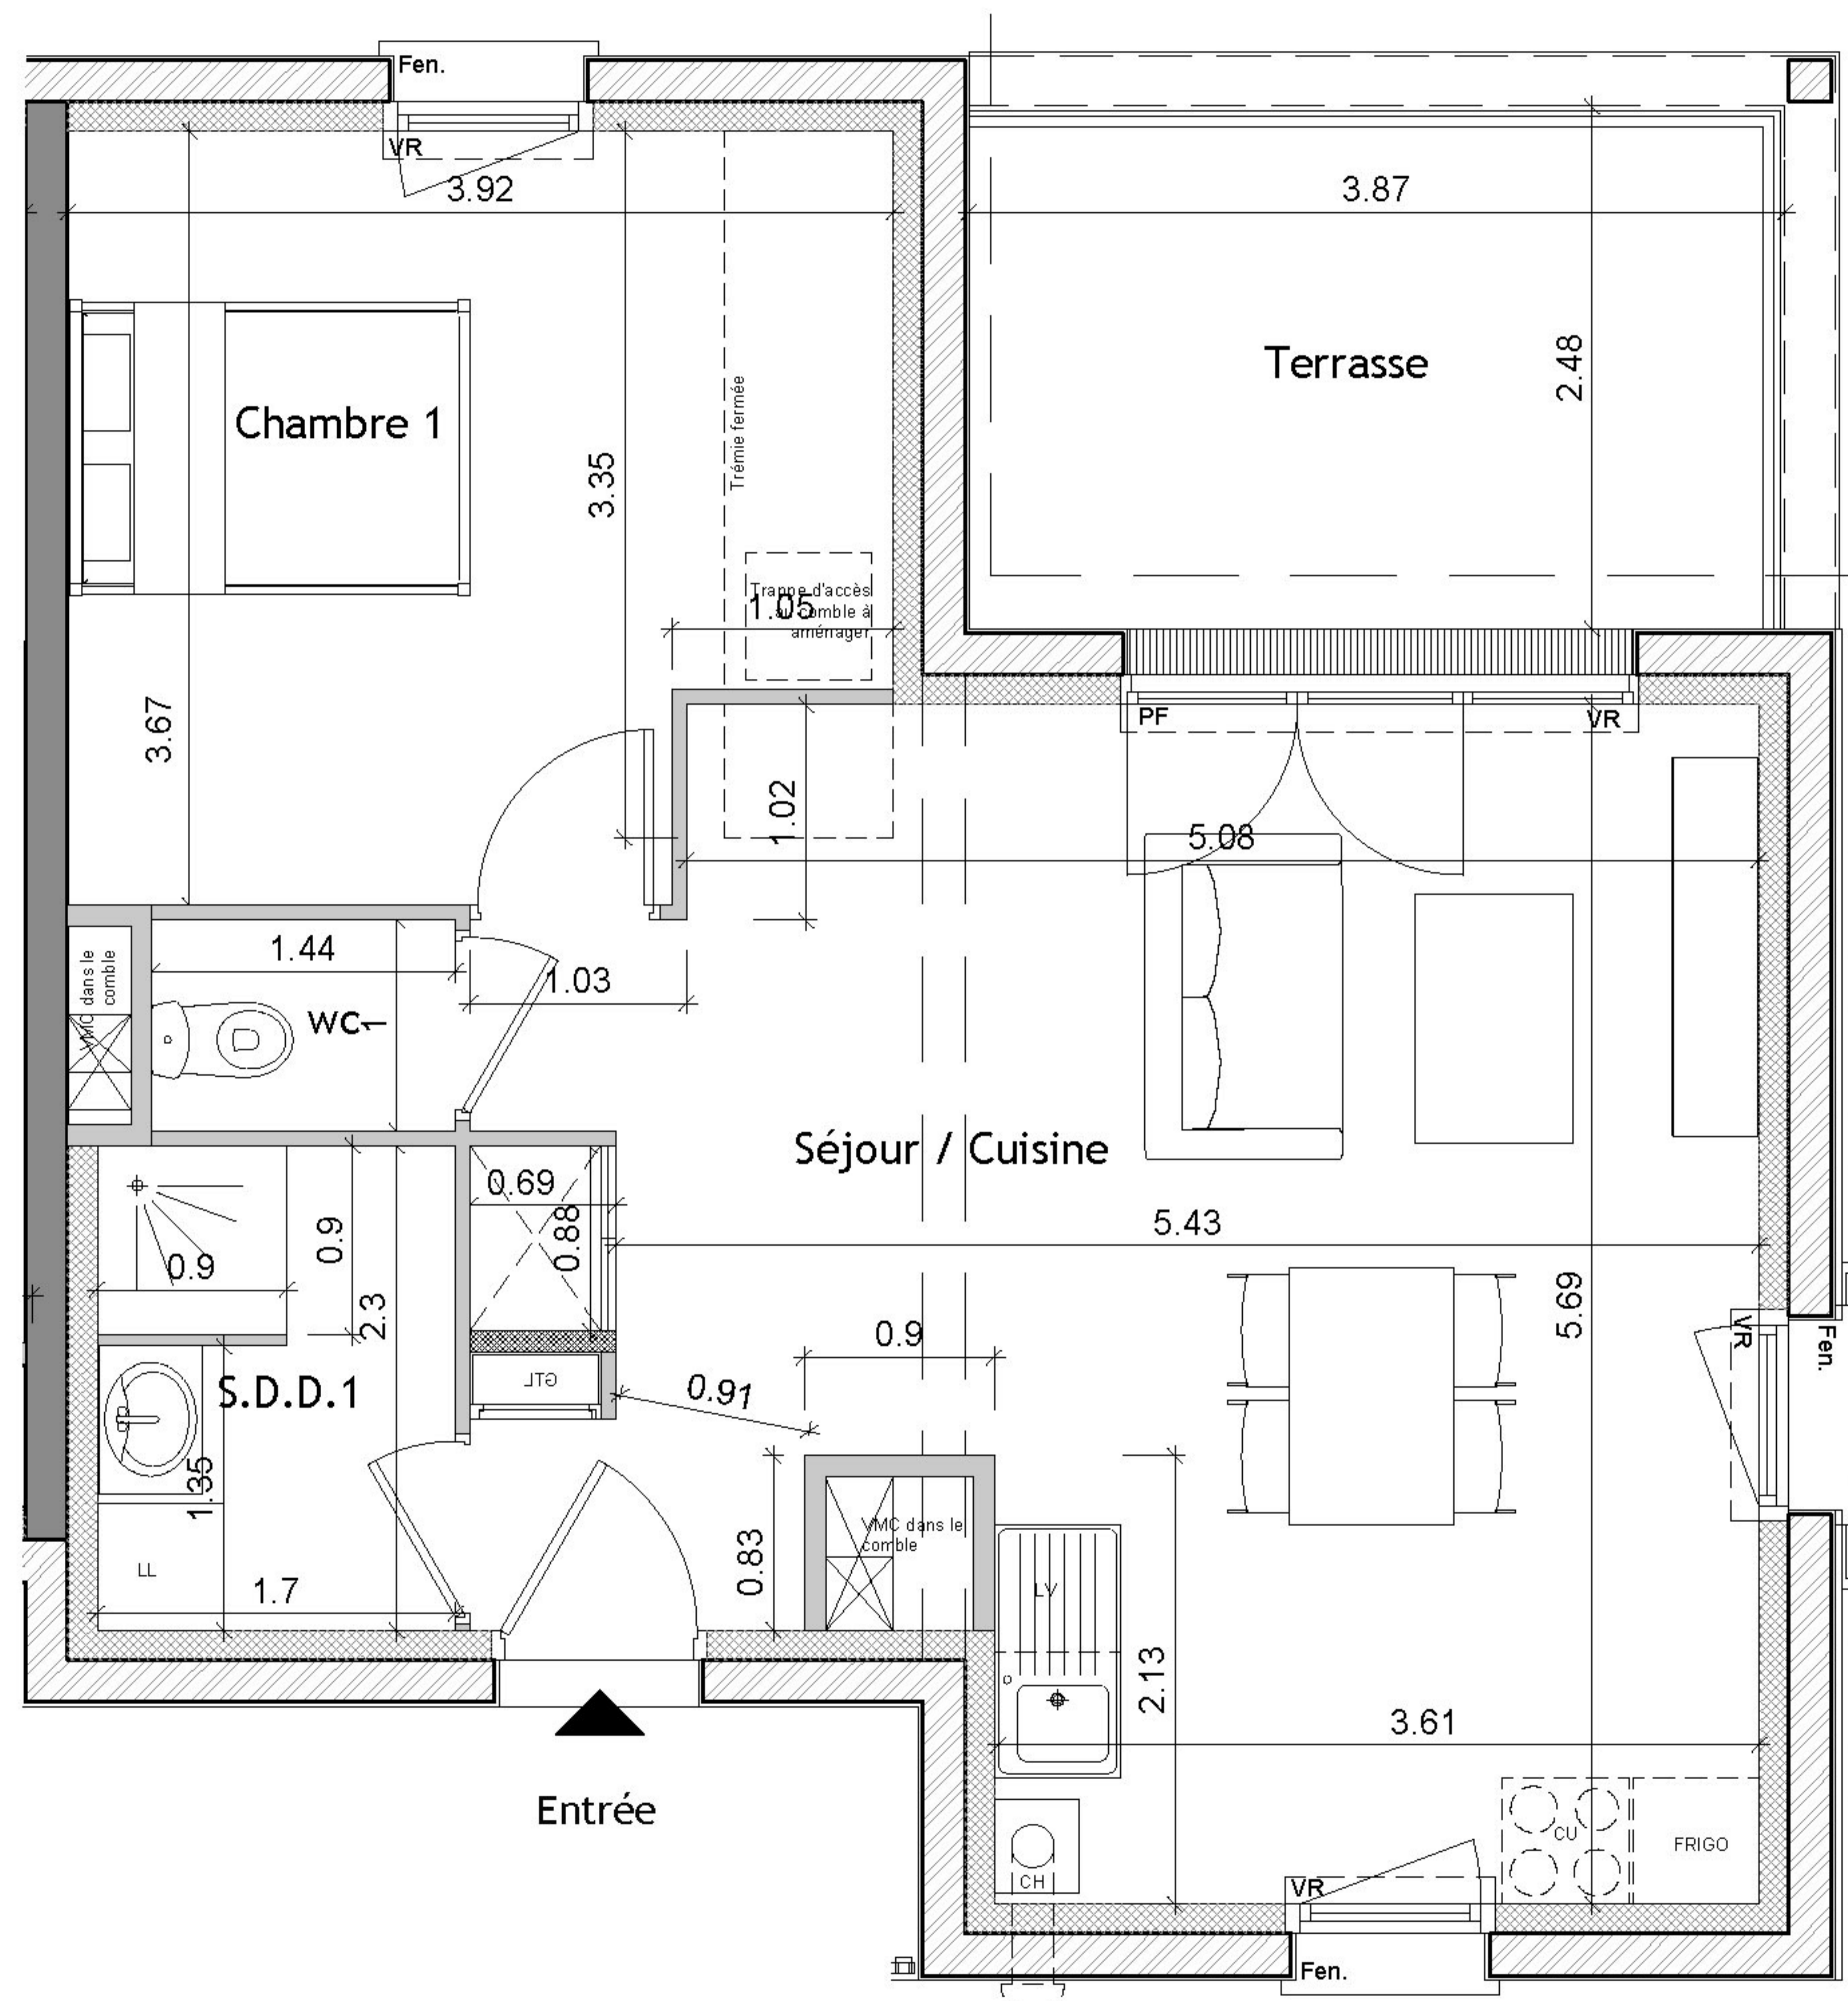 Fen.
VR
3.92
3.87
Terrasse
2.48
Chambre 1
Trémie fermée
3.35
Trappe d'accès
au comble à
aménager
1.05
3.67
PF
VR
1.02
5.08
1.44
VMC dans le
comble
1.03
WC
1
Séjour / Cuisine
0.69
0.88
5.43
0.9
0.9
2.3
5.69
0.9
VR
Fen.
GTL
S.D.D.1
0.91
1.35
VMC dans le
comble
0.83
LL
LV
1.7
2.13
3.61
Entrée
CU
FRIGO
CH
VR
Fen.